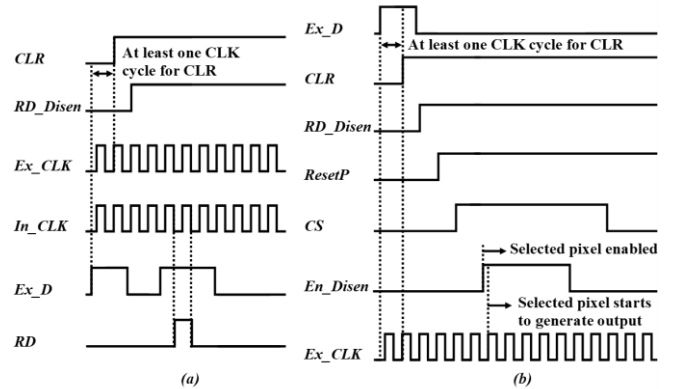 CLR
At least one CLK
cycle for CLR
RD_Disen
Ex_CLK
In_CLK
Ex_D
RD
(a)
Ex_D
At least one CLK cycle for CLR
CLR
RD_Disen
ResetP
CS
Selected pixel enabled
En_Disen
Selected pixel starts
to generate output
Ex_CLK
(b)